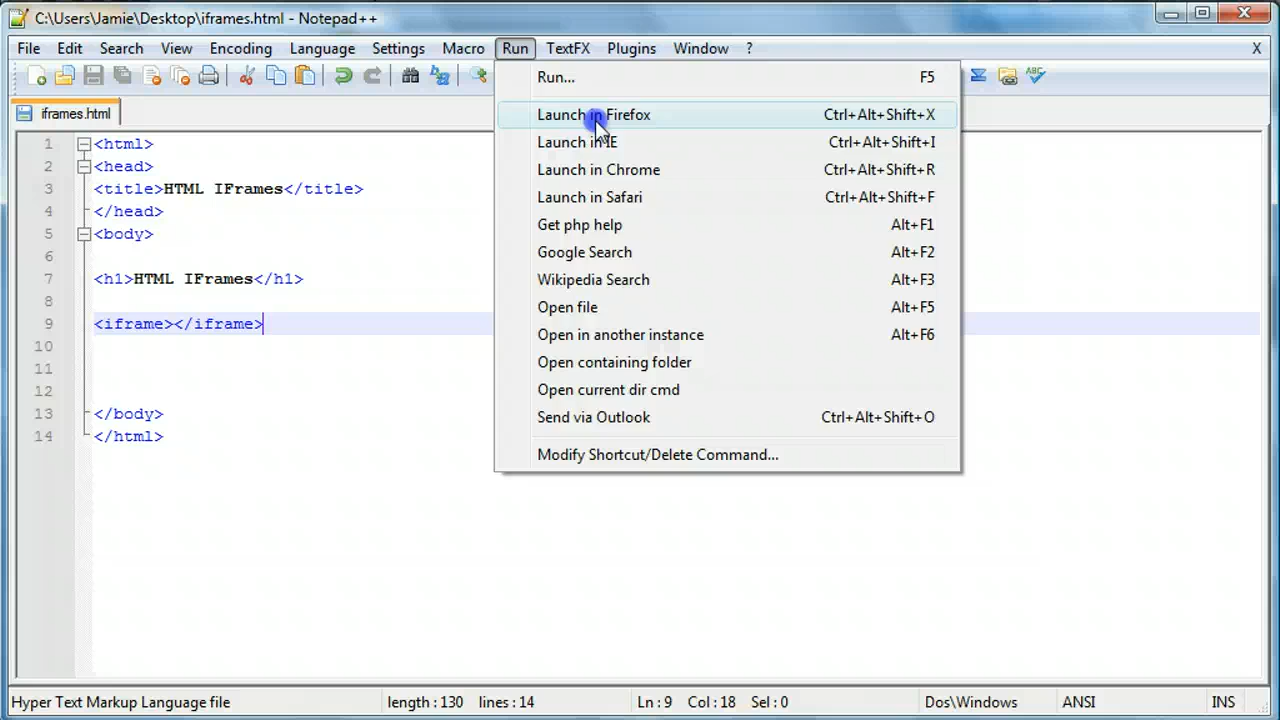 C:\Users\Jamie\Desktop\iframes.html - Notepad++
File Edit Search View Encoding Language Settings Macro Run TextFX Plugins Window ? X
iframes.html
Run... F5
Launch in Firefox Ctrl+Alt+Shift+X
Launch in IE Ctrl+Alt+Shift+I
Launch in Chrome Ctrl+Alt+Shift+R
Launch in Safari Ctrl+Alt+Shift+F
Get php help Alt+F1
Google Search Alt+F2
Wikipedia Search Alt+F3
Open file Alt+F5
Open in another instance Alt+F6
Open containing folder
Open current dir cmd
Send via Outlook Ctrl+Alt+Shift+O
Modify Shortcut/Delete Command...
1 <html>
2 <head>
3 <title>HTML IFrames</title>
4 </head>
5 <body>
6
7 <h1>HTML IFrames</h1>
8
9 <iframe></iframe>
10
11
12
13 </body>
14 </html>
Hyper Text Markup Language file length : 130 lines : 14 Ln : 9 Col : 18 Sel : 0 Dos\Windows ANSI INS